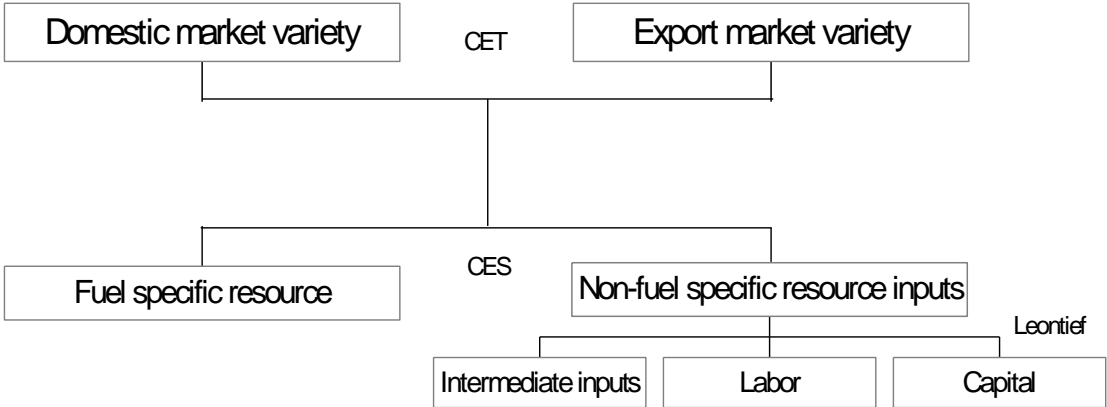 Domestic market variety
CET
Export market variety
Fuel specific resource
CES
Non-fuel specific resource inputs
Leontief
Intermediate inputs
Labor
Capital